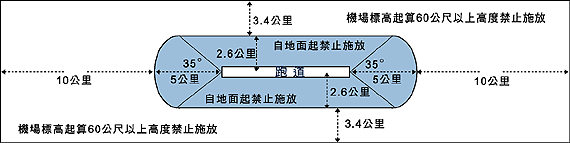 3.4公里
機場標高起算60公尺以上高度禁止施放
2.6公里
自地面起禁止施放
35°
35°
跑道
10公里
5公里
5公里
10公里
2.6公里
自地面起禁止施放
3.4公里
機場標高起算60公尺以上高度禁止施放